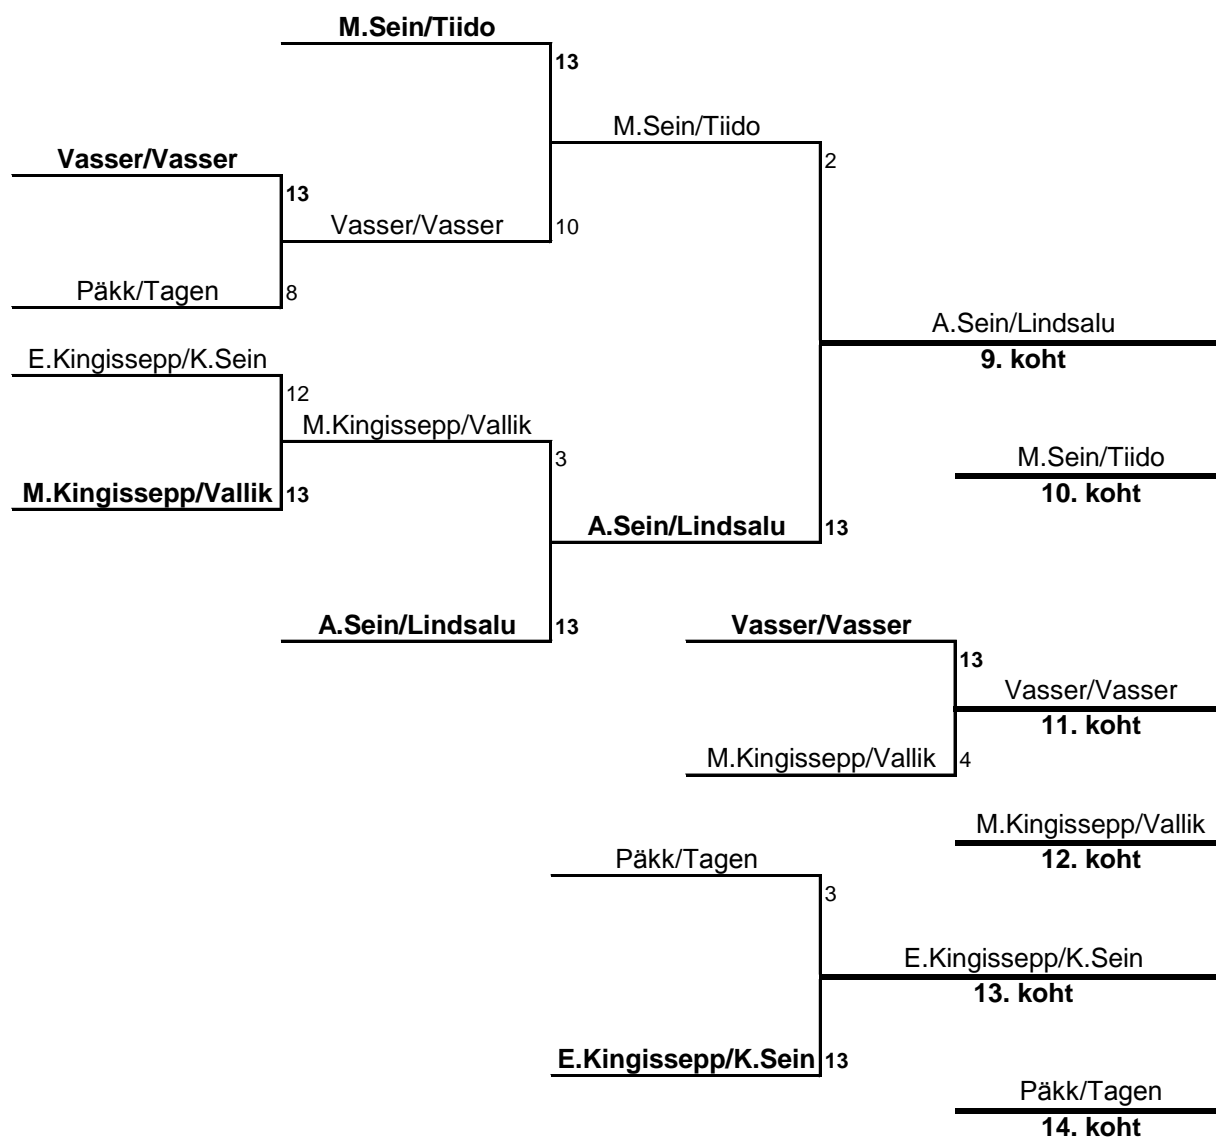 M.Sein/Tiido
13
M.Sein/Tiido
2
Vasser/Vasser
13
Vasser/Vasser
10
Päkk/Tagen
8
A.Sein/Lindsalu
9. koht
E.Kingissepp/K.Sein
12
M.Kingissepp/Vallik
3
M.Sein/Tiido
10. koht
M.Kingissepp/Vallik
13
A.Sein/Lindsalu
13
A.Sein/Lindsalu
13
Vasser/Vasser
13
Vasser/Vasser
11. koht
M.Kingissepp/Vallik
4
M.Kingissepp/Vallik
12. koht
Päkk/Tagen
3
E.Kingissepp/K.Sein
13. koht
E.Kingissepp/K.Sein
13
Päkk/Tagen
14. koht